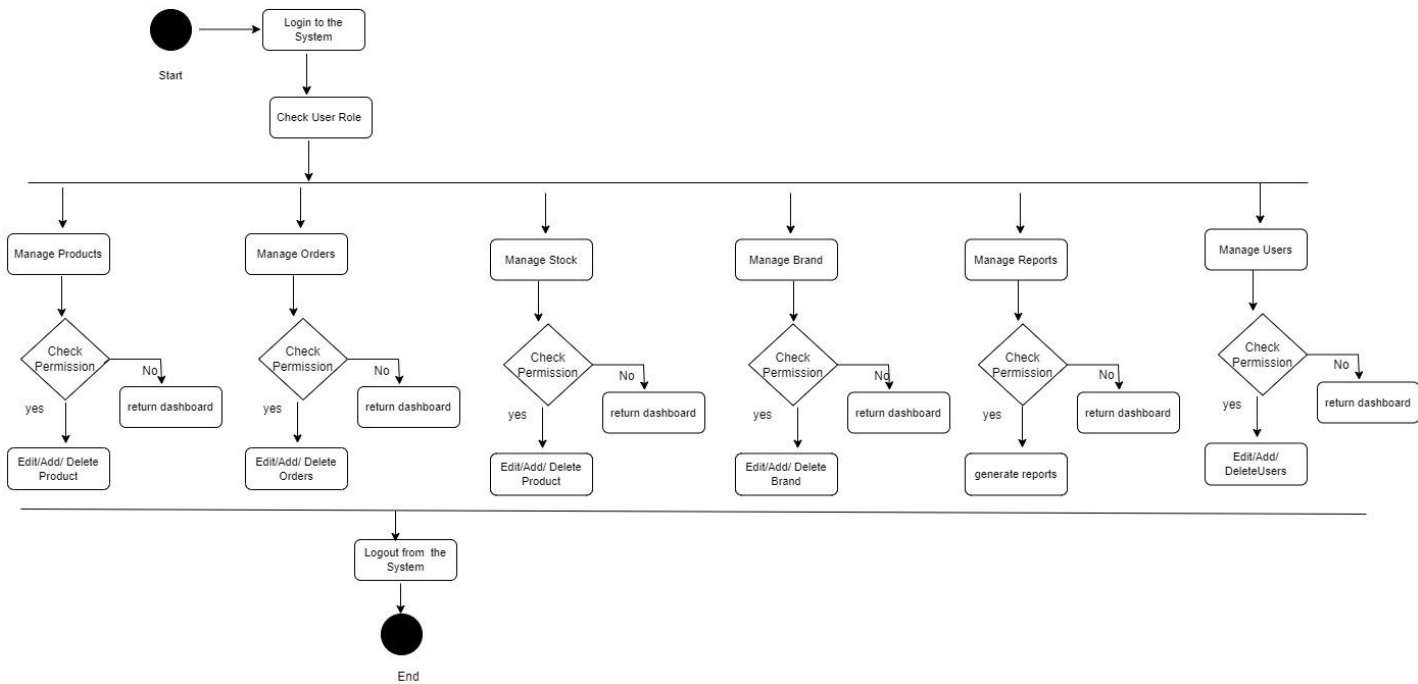 Login to the
System
Start
Check User Role
Manage Products
Manage Orders
Manage Stock
Manage Brand
Manage Reports
Manage Users
Check
Permission
No
return dashboard
yes
Edit/Add/ Delete
Product
Check
Permission
No
return dashboard
yes
Edit/Add/ Delete
Orders
Check
Permission
No
return dashboard
yes
Edit/Add/ Delete
Product
Check
Permission
No
return dashboard
yes
Edit/Add/ Delete
Brand
Check
Permission
No
return dashboard
yes
generate reports
Check
Permission
No
return dashboard
yes
Edit/Add/
DeleteUsers
Logout from the
System
End